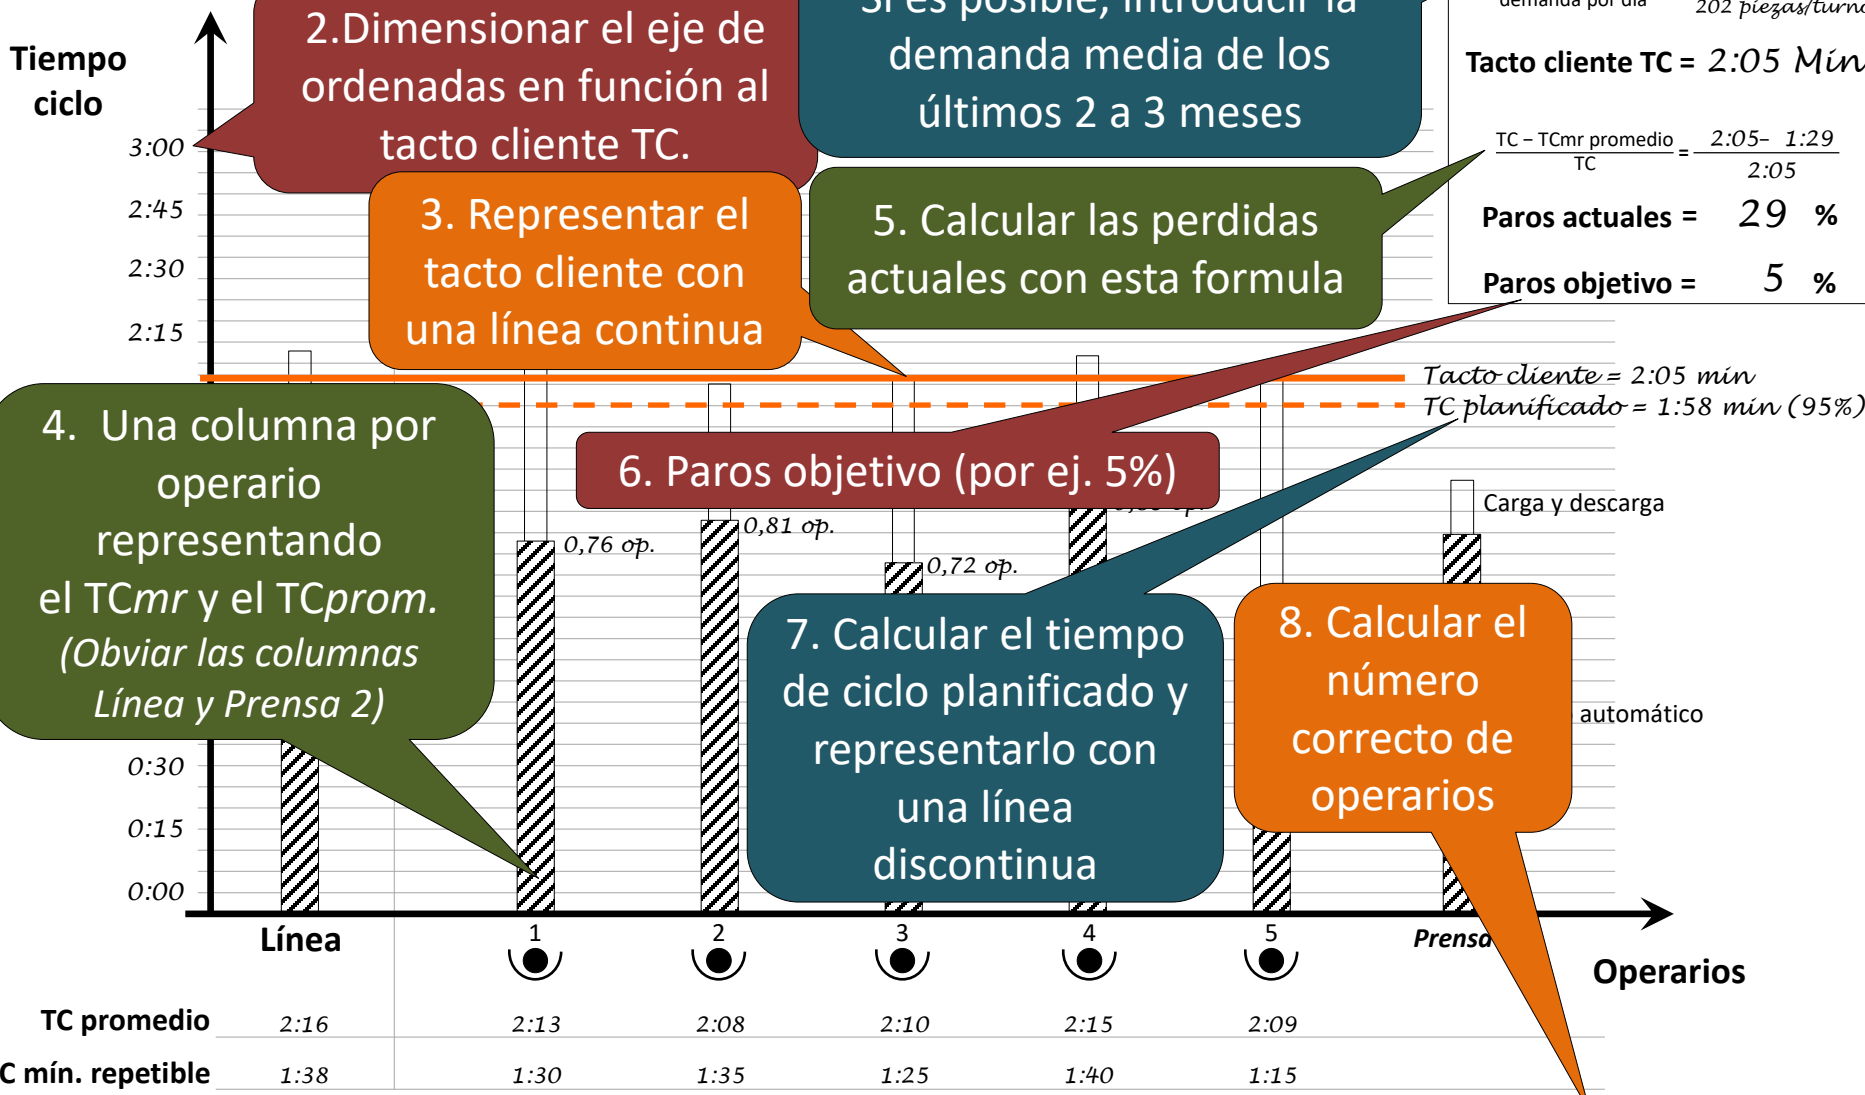 Tiempo
ciclo
2.Dimensionar el eje de
ordenadas en función al
tacto cliente TC.
Si es posible, introducir la
demanda media de los
últimos 2 a 3 meses
demanda por día
202 piezas/turno
Tacto cliente TC = 2:05 Min
TC – TCmr promedio
TC
=
2:05– 1:29
2:05
Paros actuales = 29 %
Paros objetivo = 5 %
3:00
2:45
2:30
2:15
3. Representar el
tacto cliente con
una línea continua
5. Calcular las perdidas
actuales con esta formula
Tacto cliente = 2:05 min
TC planificado = 1:58 min (95%)
4. Una columna por
operario
representando
el TCmr y el TCprom.
(Obviar las columnas
Línea y Prensa 2)
6. Paros objetivo (por ej. 5%)
0,76 op.
0,81 op.
0,72 op.
Carga y descarga
7. Calcular el tiempo
de ciclo planificado y
representarlo con
una línea
discontinua
8. Calcular el
número
correcto de
operarios
automático
0:30
0:15
0:00
Línea
1
2
3
4
5
Prensa
Operarios
TC promedio 2:16 2:13 2:08 2:10 2:15 2:09
C mín. repetible 1:38 1:30 1:35 1:25 1:40 1:15